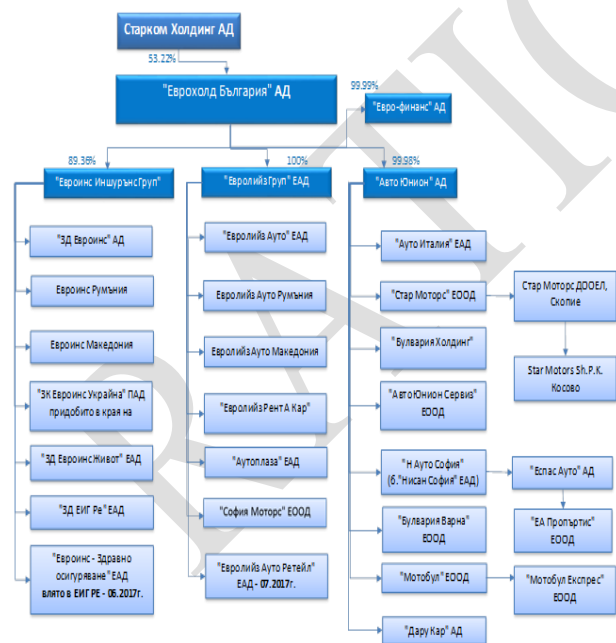 Старком Холдинг АД
53.22%
"Еврохолд България" АД
99.99%
"Евро-финанс" АД
89.36%
100%
99.98%
"Евроинс Иншурънс Груп"
"Евролийз Груп" ЕАД
"Авто Юнион" АД
"ЗД Евроинс" АД
Евроинс Румъния
Евроинс Македония
"ЗК Евроинс Украйна" ПАД
придобито в края на
"ЗД Евроинс Живот" ЕАД
"ЗД ЕИГ Ре" ЕАД
"Евроинс - Здравно
осигуряване" ЕАД
влято в ЕИГ РЕ - 06.2017г.
"Евролийз Ауто" ЕАД
Евролийз Ауто Румъния
Евролийз Ауто Македония
"Евролийз Рент А Кар"
"Аутоплаза" ЕАД
"София Моторс" ЕООД
"Евролийз Ауто Ретейл"
ЕАД - 07.2017г.
"Ауто Италия" ЕАД
"Стар Моторс" ЕООД
Стар Моторс ДООЕЛ,
Скопие
Star Motors Sh.P.K.
Косово
"Булвария Холдинг"
"Авто Юнион Сервиз"
ЕООД
"Н Ауто София"
(б."Нисан София" ЕАД)
"Еспас Ауто" АД
"ЕА Пропъртис"
ЕООД
"Булвария Варна"
ЕООД
"Мотобул" ЕООД
"Мотобул Експрес"
ЕООД
"Дару Кар" АД
RATIO